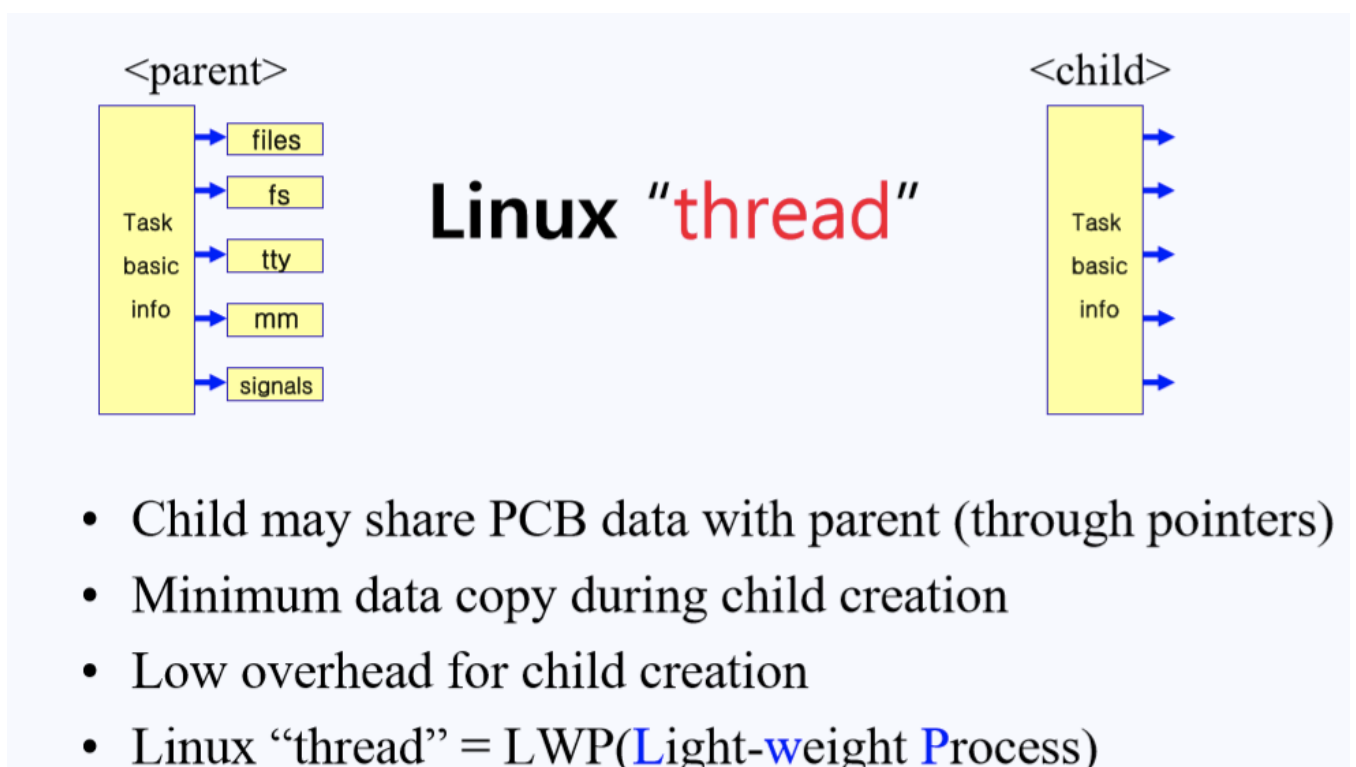 <parent>
<child>
Task
basic
info
files
fs
tty
mm
signals
Linux “thread”
Task
basic
info
• Child may share PCB data with parent (through pointers)
• Minimum data copy during child creation
• Low overhead for child creation
• Linux “thread” = LWP(Light-weight Process)